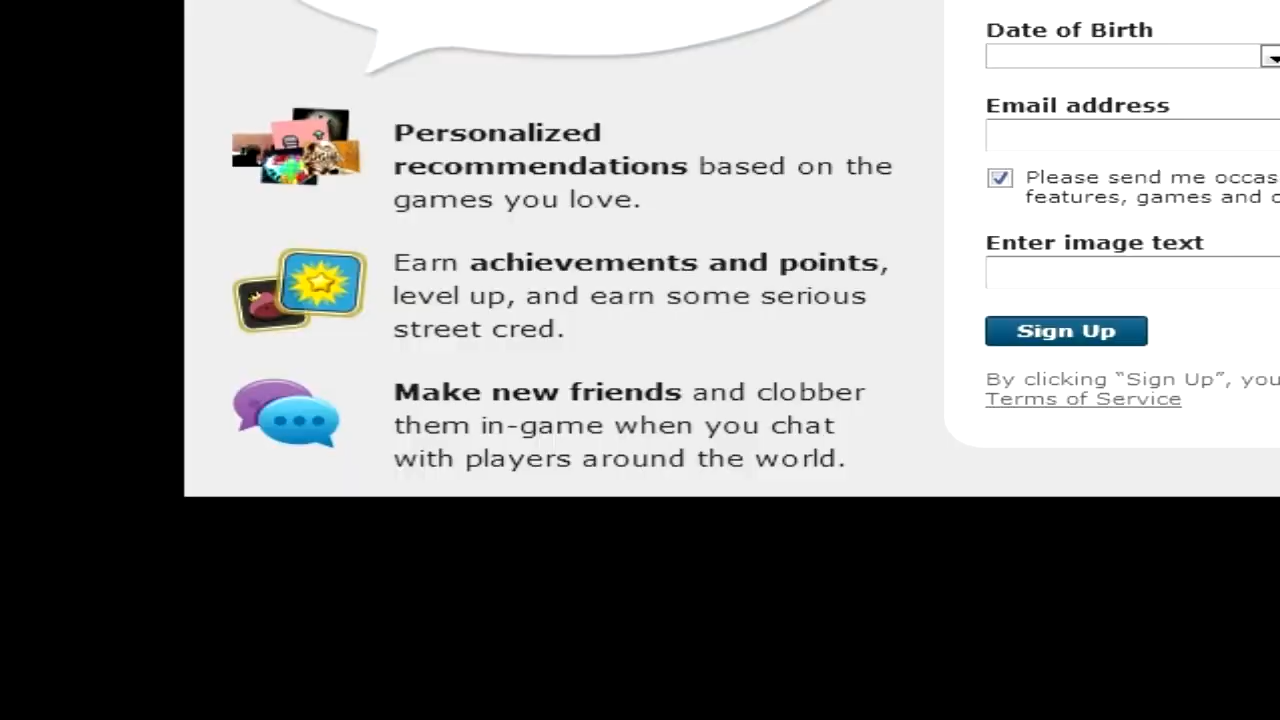 Personalized
recommendations based on the
games you love.
Earn achievements and points,
level up, and earn some serious
street cred.
Make new friends and clobber
them in-game when you chat
with players around the world.
Date of Birth
Email address
Please send me occas
features, games and
Enter image text
Sign Up
By clicking “Sign Up”, you
Terms of Service